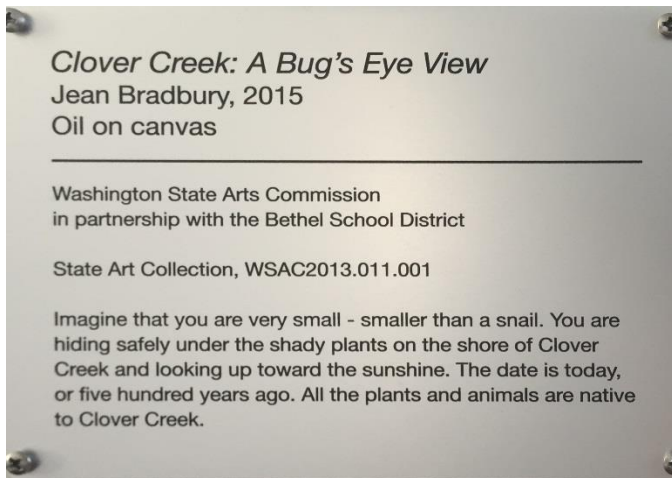 Clover Creek: A Bug's Eye View
Jean Bradbury, 2015
Oil on canvas
Washington State Arts Commission
in partnership with the Bethel School District
State Art Collection, WSAC2013.011.001
Imagine that you are very small - smaller than a snail. You are
hiding safely under the shady plants on the shore of Clover
Creek and looking up toward the sunshine. The date is today,
or five hundred years ago. All the plants and animals are native
to Clover Creek.